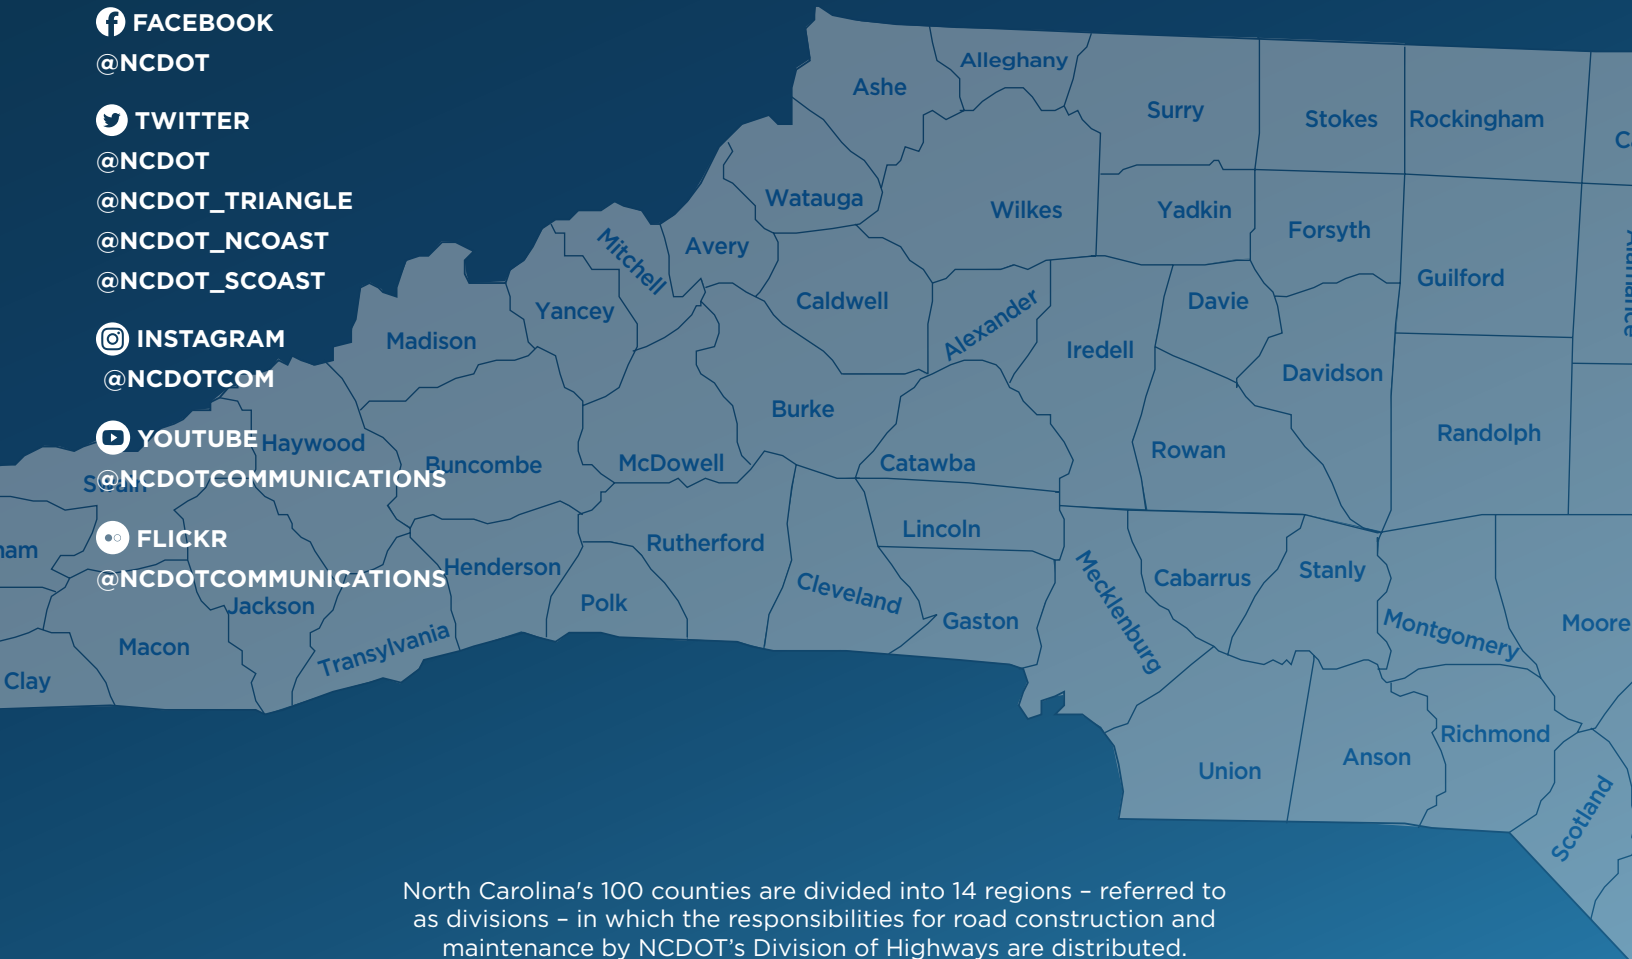 FACEBOOK
@NCDOT
TWITTER
@NCDOT
@NCDOT_TRIANGLE
@NCDOT_NCOAST
@NCDOT_SCOAST
INSTAGRAM
@NCDOTCOM
YOUTUBE
@NCDOTCOMMUNICATIONS
FLICKR
@NCDOTCOMMUNICATIONS
Ashe
Alleghany
Surry
Stokes
Rockingham
Watauga
Wilkes
Yadkin
Forsyth
Guilford
Alamance
Mitchell
Avery
Yancey
Caldwell
Alexander
Davie
Madison
Iredell
Davidson
Burke
Randolph
Haywood
Buncombe
McDowell
Catawba
Rowan
Swain
Lincoln
ham
Rutherford
Henderson
Cleveland
Mecklenburg
Cabarrus
Stanly
Jackson
Polk
Gaston
Montgomery
Moore
Macon
Transylvania
Clay
Richmond
Union
Anson
Scotland
North Carolina's 100 counties are divided into 14 regions – referred to
as divisions – in which the responsibilities for road construction and
maintenance by NCDOT’s Division of Highways are distributed.